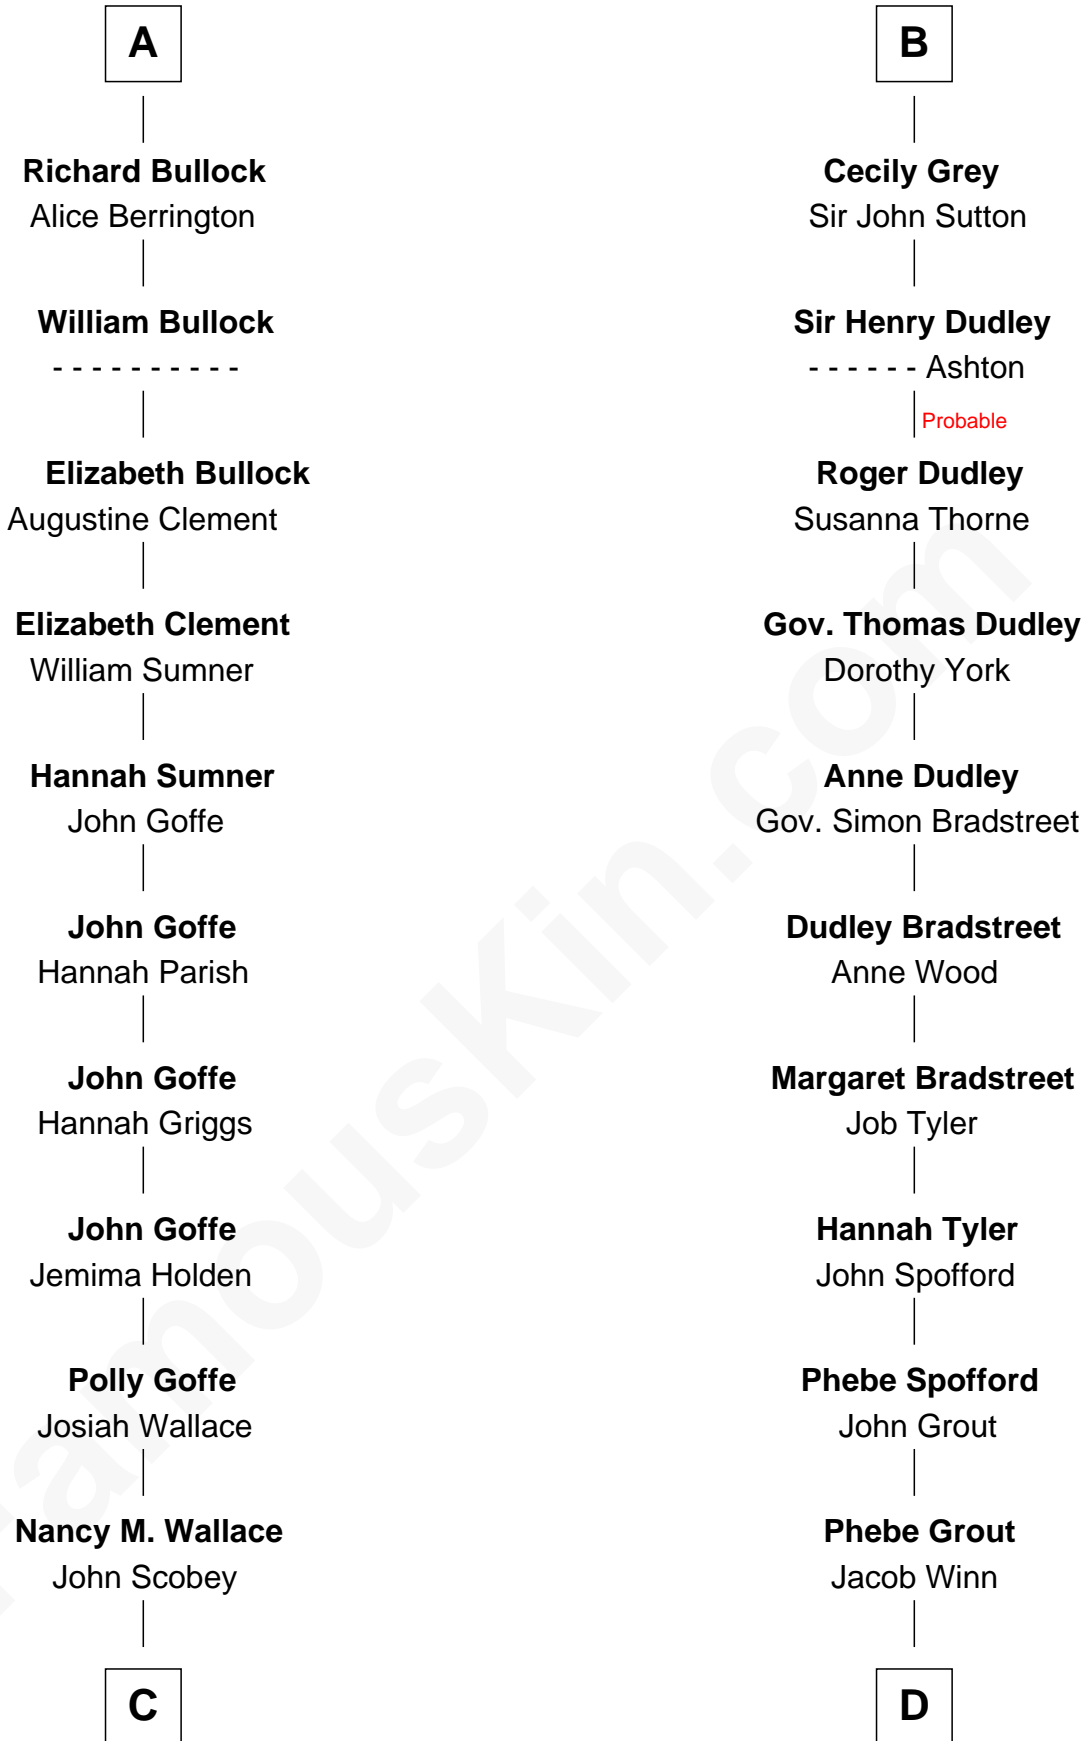 A
Richard Bullock
Alice Berrington
William Bullock
- - - - - - - - - -
Elizabeth Bullock
Augustine Clement
Elizabeth Clement
William Sumner
Hannah Sumner
John Goffe
John Goffe
Hannah Parish
John Goffe
Hannah Griggs
John Goffe
Jemima Holden
Polly Goffe
Josiah Wallace
Nancy M. Wallace
John Scobey
C
B
Cecily Grey
Sir John Sutton
Sir Henry Dudley
- - - - - - Ashton
Probable
Roger Dudley
Susanna Thorne
Gov. Thomas Dudley
Dorothy York
Anne Dudley
Gov. Simon Bradstreet
Dudley Bradstreet
Anne Wood
Margaret Bradstreet
Job Tyler
Hannah Tyler
John Spofford
Phebe Spofford
John Grout
Phebe Grout
Jacob Winn
D
FamousKin.com